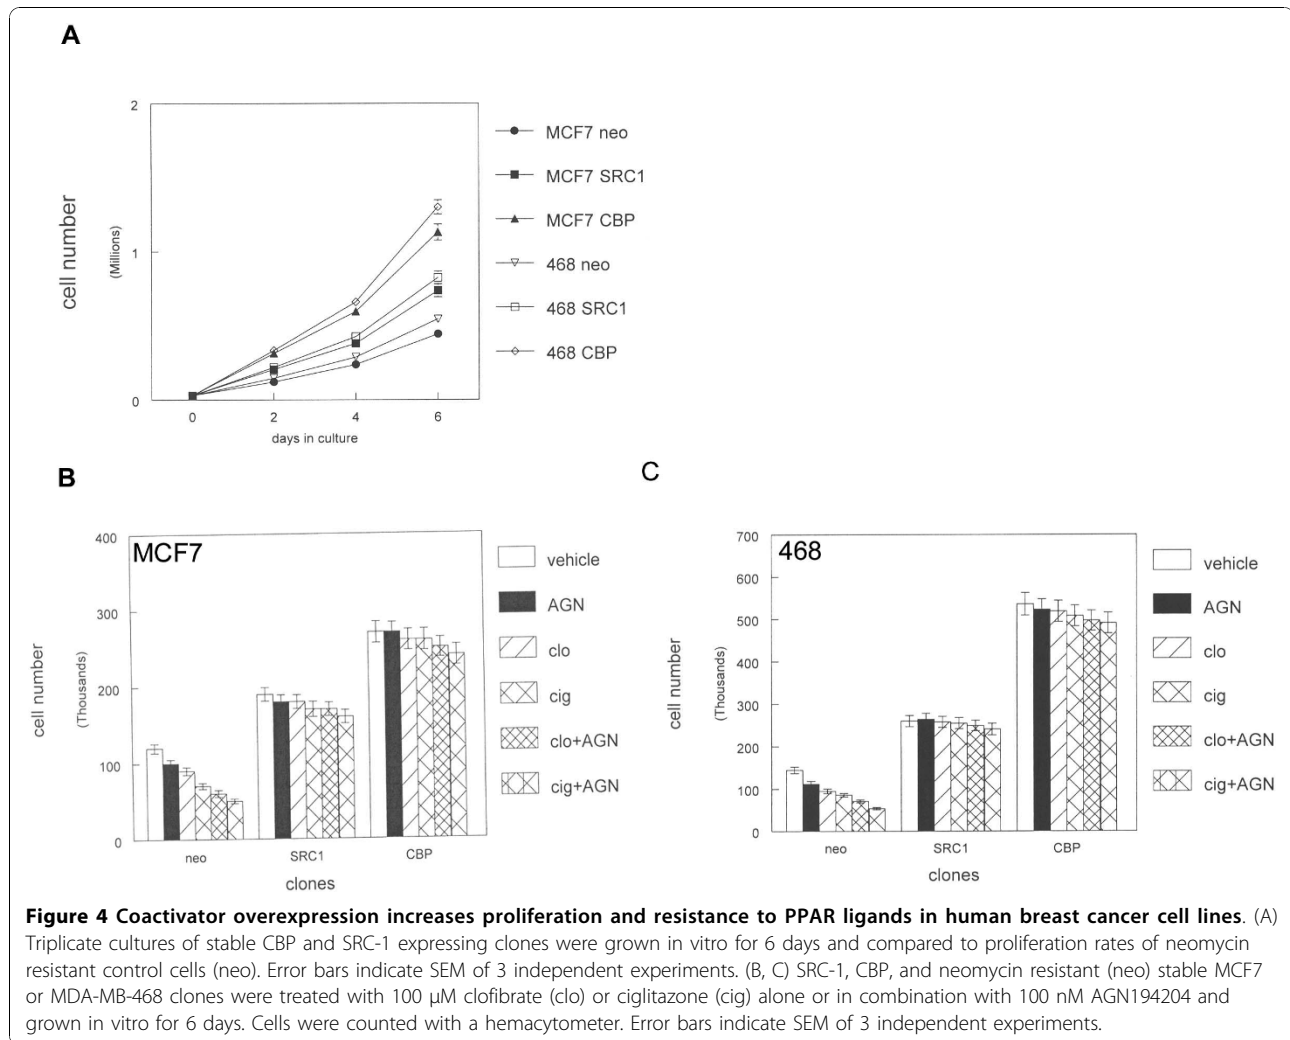 A
2
1
0
cell number
(Millions)
0 2 4 6
days in culture
MCF7 neo
MCF7 SRC1
MCF7 CBP
468 neo
468 SRC1
468 CBP
B
400
300
200
100
0
cell number
(Thousands)
MCF7
neo SRC1 CBP
clones
vehicle
AGN
clo
cig
clo+AGN
cig+AGN
C
700
600
500
400
300
200
100
0
cell number
(Thousands)
468
neo SRC1 CBP
clones
vehicle
AGN
clo
cig
clo+AGN
cig+AGN
Figure 4 Coactivator overexpression increases proliferation and resistance to PPAR ligands in human breast cancer cell lines. (A)
Triplicate cultures of stable CBP and SRC-1 expressing clones were grown in vitro for 6 days and compared to proliferation rates of neomycin
resistant control cells (neo). Error bars indicate SEM of 3 independent experiments. (B, C) SRC-1, CBP, and neomycin resistant (neo) stable MCF7
or MDA-MB-468 clones were treated with 100 μM clofibrate (clo) or ciglitazone (cig) alone or in combination with 100 nM AGN194204 and
grown in vitro for 6 days. Cells were counted with a hemacytometer. Error bars indicate SEM of 3 independent experiments.